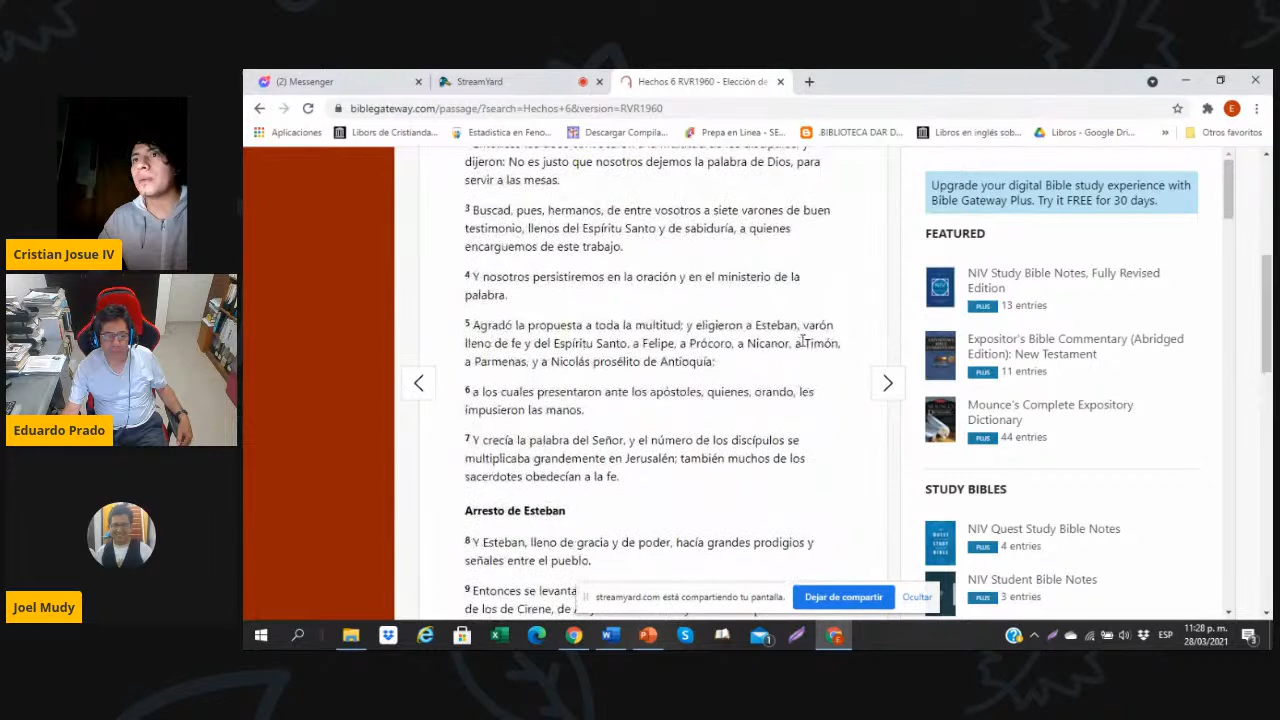 (2) Messenger
StreamYard
Hechos 6 RVR1960 - Elección de
biblegateway.com/passage/?search=Hechos+6&version=RVR1960
E
Aplicaciones
Libors de Cristianda...
Estadistica en Feno...
Descargar Compila...
Prepa en Linea - SE...
.BIBLIOTECA DAR D...
Libros en inglés sob...
Libros - Google Dri...
»
Otros favoritos
dijeron: No es justo que nosotros dejemos la palabra de Dios, para
servir a las mesas.
3 Buscad, pues, hermanos, de entre vosotros a siete varones de buen
testimonio, llenos del Espíritu Santo y de sabiduría, a quienes
encarguemos de este trabajo.
4 Y nosotros persistiremos en la oración y en el ministerio de la
palabra.
5 Agradó la propuesta a toda la multitud; y eligieron a Esteban, varón
lleno de fe y del Espíritu Santo, a Felipe, a Prócoro, a Nicanor, a Timón,
a Parmenas, y a Nicolás prosélito de Antioquía;
6 a los cuales presentaron ante los apóstoles, quienes, orando, les
impusieron las manos.
7 Y crecía la palabra del Señor, y el número de los discípulos se
multiplicaba grandemente en Jerusalén; también muchos de los
sacerdotes obedecían a la fe.
Arresto de Esteban
8 Y Esteban, lleno de gracia y de poder, hacía grandes prodigios y
señales entre el pueblo.
9 Entonces se levanta
de los de Cirene, de
Upgrade your digital Bible study experience with
Bible Gateway Plus. Try it FREE for 30 days.
FEATURED
NIV Study Bible Notes, Fully Revised
Edition
PLUS 13 entries
Expositor's Bible Commentary (Abridged
Edition): New Testament
PLUS 11 entries
Mounce's Complete Expository
Dictionary
PLUS 44 entries
STUDY BIBLES
NIV Quest Study Bible Notes
PLUS 4 entries
NIV Student Bible Notes
PLUS 3 entries
streamyard.com está compartiendo tu pantalla.
Dejar de compartir
Ocultar
ESP
11:28 p. m.
28/03/2021
Cristian Josue IV
Eduardo Prado
Joel Mudy